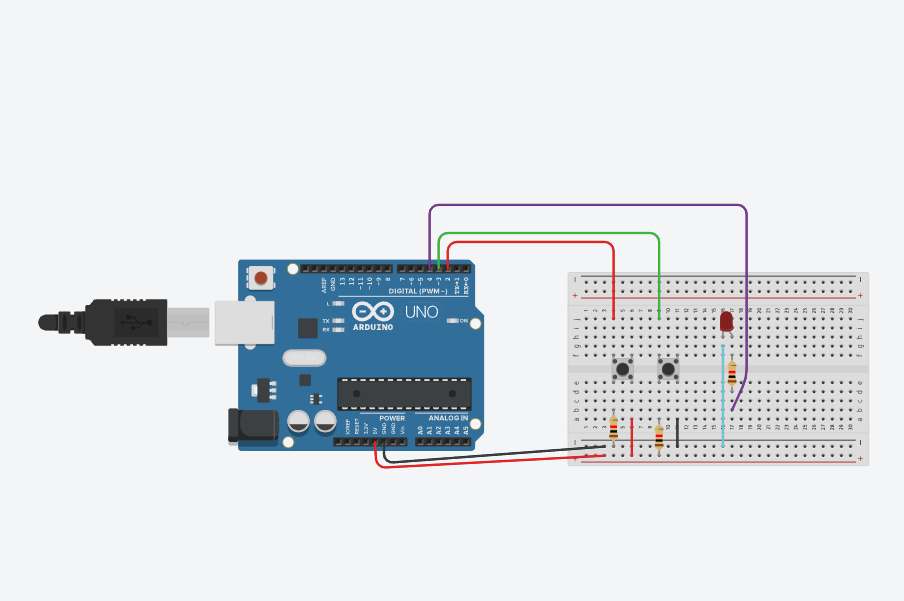 AREF
GND
13
12
~11
~10
~9
8
7
~6
~5
4
~3
2
TX→1
RX←0
DIGITAL (PWM ~)
L
TX
RX
ARDUINO
UNO
ON
POWER
ANALOG IN
IOREF
RESET
3.3V
5V
GND
GND
Vin
A0
A1
A2
A3
A4
A5
j
i
h
g
f
e
d
c
b
a